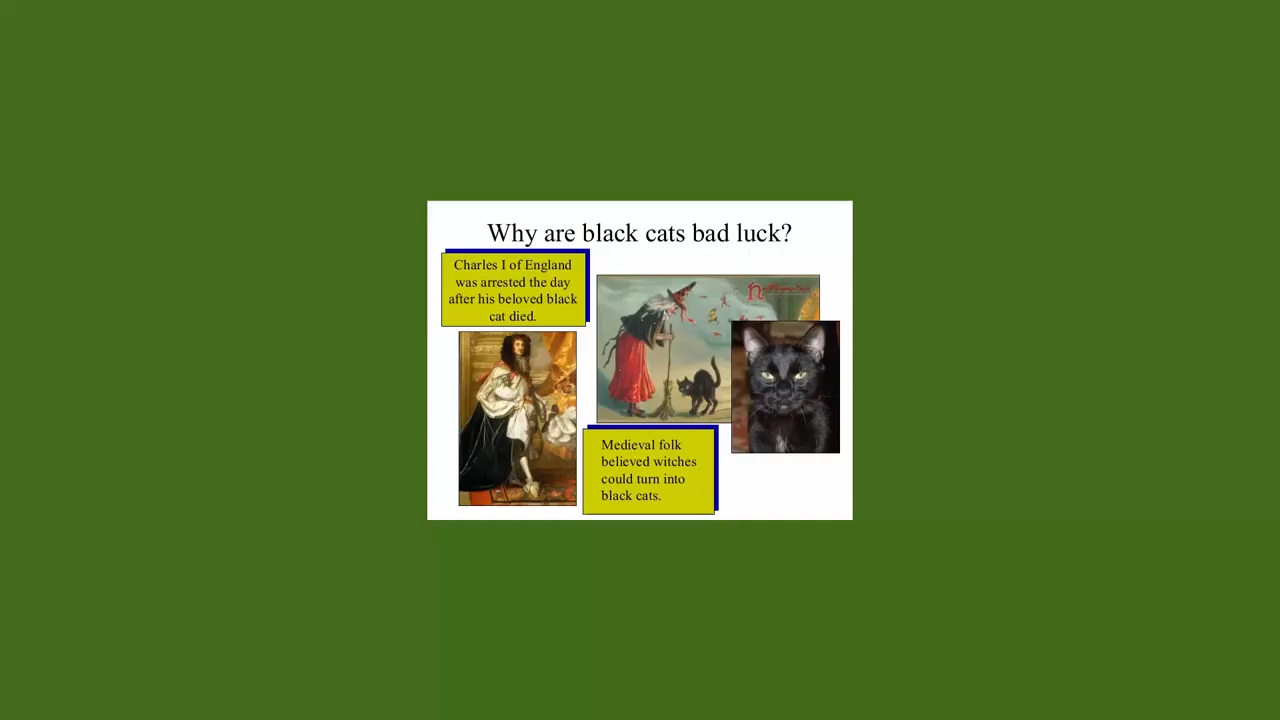 Why are black cats bad luck?
Charles I of England
was arrested the day
after his beloved black
cat died.
Medieval folk
believed witches
could turn into
black cats.